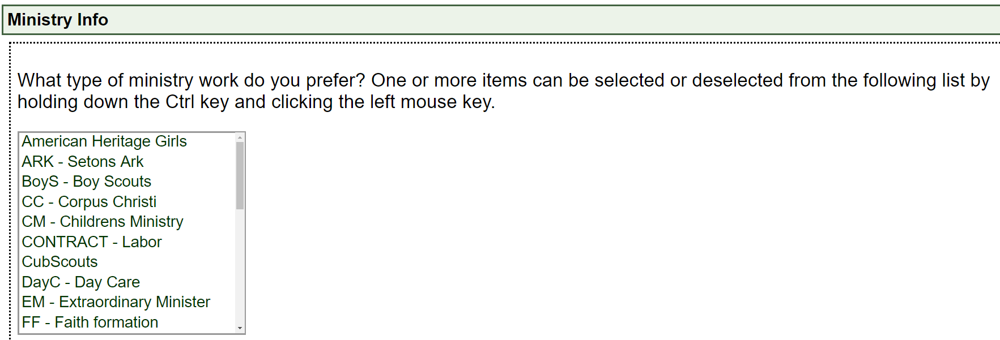 Ministry Info
What type of ministry work do you prefer? One or more items can be selected or deselected from the following list by
holding down the Ctrl key and clicking the left mouse key.
American Heritage Girls
ARK - Setons Ark
BoyS - Boy Scouts
CC - Corpus Christi
CM - Childrens Ministry
CONTRACT - Labor
CubScouts
DayC - Day Care
EM - Extraordinary Minister
FF - Faith formation